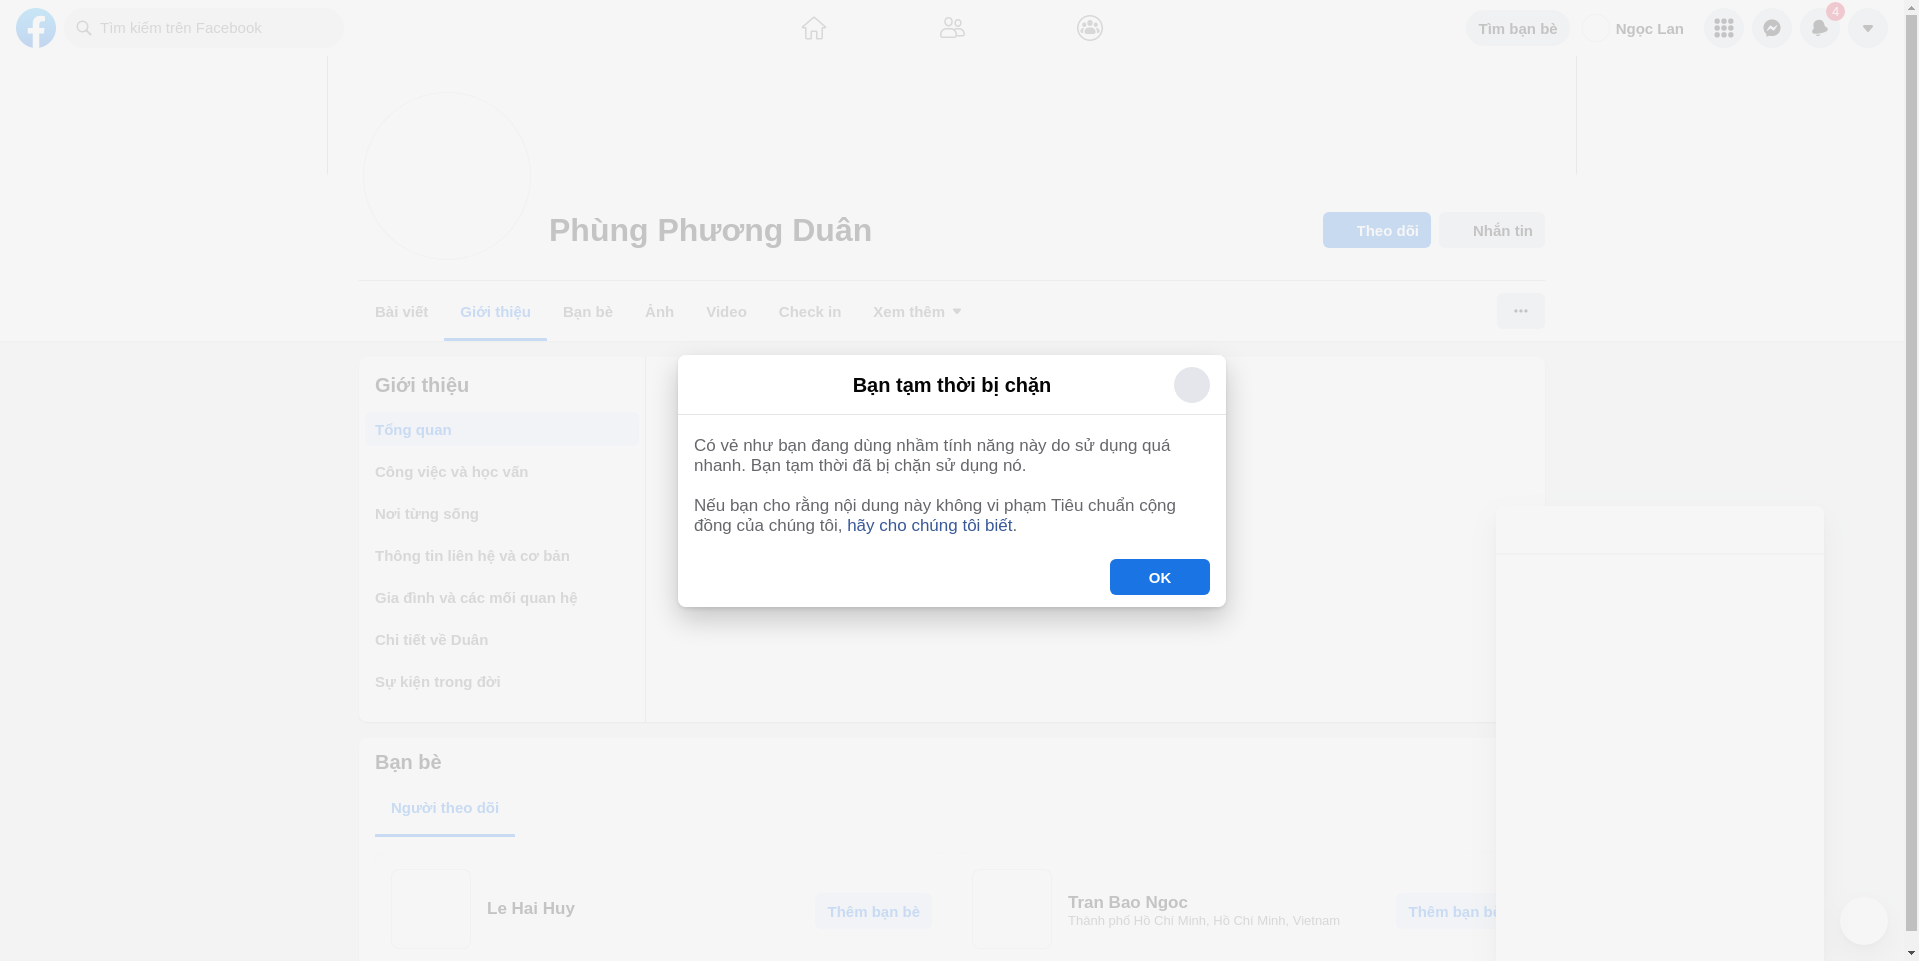 Tìm kiếm trên Facebook
Tìm bạn bè
Ngọc Lan
4
Phùng Phương Duân
Theo dõi
Nhắn tin
Bài viết
Giới thiệu
Bạn bè
Ảnh
Video
Check in
Xem thêm
Giới thiệu
Tổng quan
Công việc và học vấn
Nơi từng sống
Thông tin liên hệ và cơ bản
Gia đình và các mối quan hệ
Chi tiết về Duân
Sự kiện trong đời
Bạn tạm thời bị chặn
Có vẻ như bạn đang dùng nhầm tính năng này do sử dụng quá
nhanh. Bạn tạm thời đã bị chặn sử dụng nó.
Nếu bạn cho rằng nội dung này không vi phạm Tiêu chuẩn cộng
đồng của chúng tôi, hãy cho chúng tôi biết.
OK
Bạn bè
Người theo dõi
Le Hai Huy
Thêm bạn bè
Tran Bao Ngoc
Thành phố Hồ Chí Minh, Hồ Chí Minh, Vietnam
Thêm bạn bè